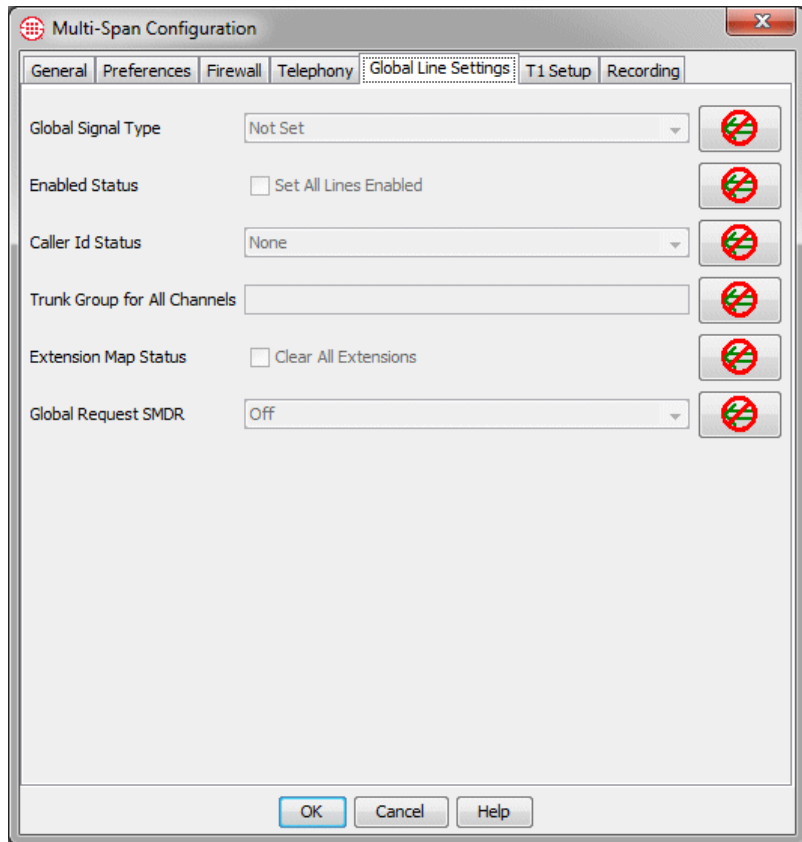 Multi-Span Configuration
General Preferences Firewall Telephony Global Line Settings T1 Setup Recording
Global Signal Type Not Set
Enabled Status Set All Lines Enabled
Caller Id Status None
Trunk Group for All Channels
Extension Map Status Clear All Extensions
Global Request SMDR Off
OK Cancel Help